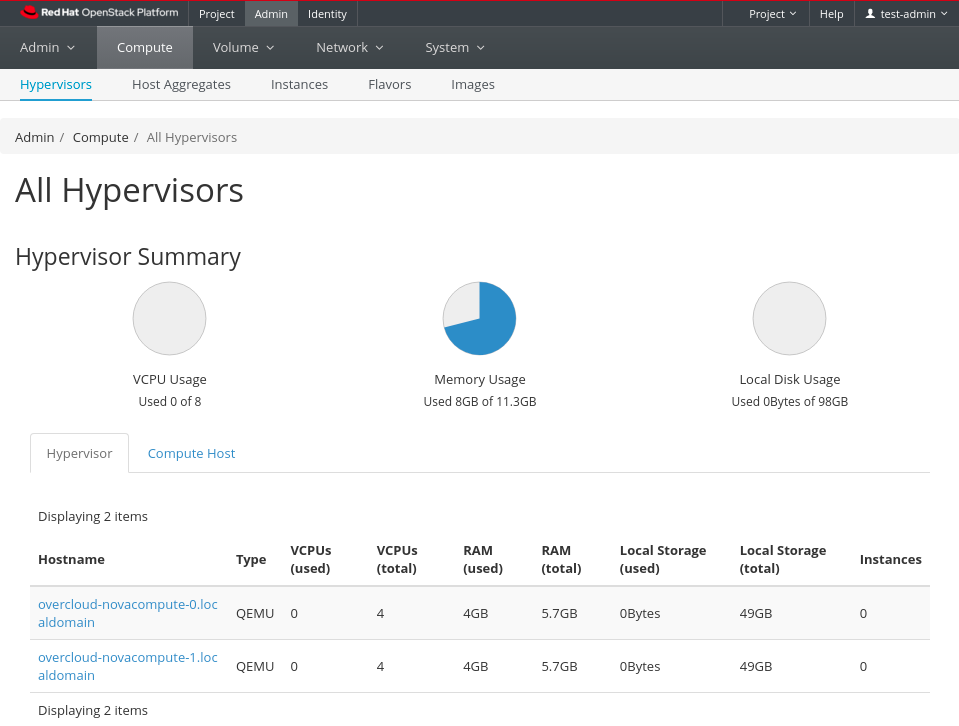 Red Hat OpenStack Platform Project Admin Identity Project Help test-admin
Admin Compute Volume Network System
Hypervisors Host Aggregates Instances Flavors Images
Admin / Compute / All Hypervisors
All Hypervisors
Hypervisor Summary
VCPU Usage Memory Usage Local Disk Usage
Used 0 of 8 Used 8GB of 11.3GB Used 0Bytes of 98GB
Hypervisor Compute Host
Displaying 2 items
Hostname Type VCPUs (used) VCPUs (total) RAM (used) RAM (total) Local Storage (used) Local Storage (total) Instances
overcloud-novacompute-0.loc
aldomain QEMU 0 4 4GB 5.7GB 0Bytes 49GB 0
overcloud-novacompute-1.loc
aldomain QEMU 0 4 4GB 5.7GB 0Bytes 49GB 0
Displaying 2 items